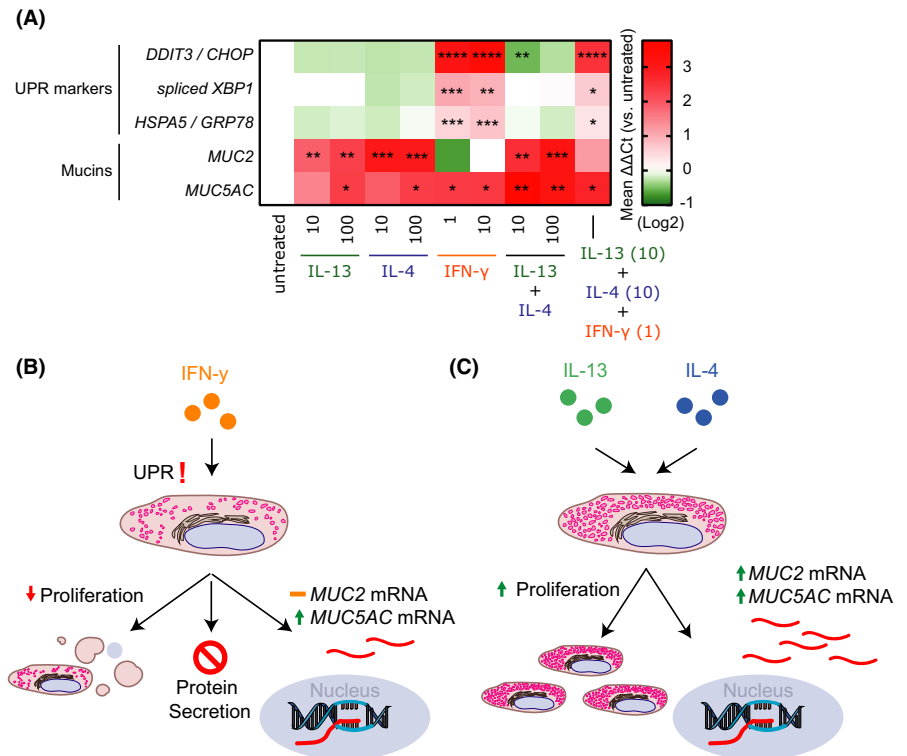 (A)
UPR markers
Mucins
DDIT3 / CHOP
spliced XBP1
HSPA5 / GRP78
MUC2
MUC5AC
**** **** ** ****
*** ** *
*** *** *
** ** *** *** ** ***
* * * * ** ** *
untreated
10 100 10 100 1 10 10 100
IL-13 IL-4 IFN-γ IL-13
+
IL-4
IL-13 (10)
+
IL-4 (10)
+
IFN-γ (1)
Mean ΔΔCt (vs. untreated)
3
2
1
0
-1
(Log2)
(B)
IFN-γ
UPR !
Proliferation
Protein
Secretion
MUC2 mRNA
MUC5AC mRNA
Nucleus
(C)
IL-13 IL-4
Proliferation
MUC2 mRNA
MUC5AC mRNA
Nucleus